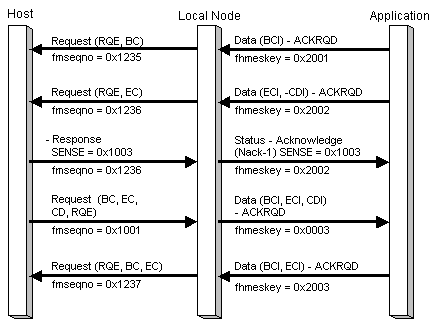 Host
Local Node
Application
Request (RQE, BC)
fmseqno = 0x1235
Data (BCI) - ACKRQD
fhmeskey = 0x2001
Request (RQE, EC)
fmseqno = 0x1236
Data (ECI, -CDI) - ACKRQD
fhmeskey = 0x2002
- Response
SENSE = 0x1003
fmseqno = 0x1236
Status - Acknowledge
(Nack-1) SENSE = 0x1003
fhmeskey = 0x2002
Request (BC, EC,
CD, RQE)
fmseqno = 0x1001
Data (BCI, ECI, CDI)
- ACKRQD
fhmeskey = 0x0003
Request (RQE, BC, EC)
fmseqno = 0x1237
Data (BCI, ECI) - ACKRQD
fhmeskey = 0x2003